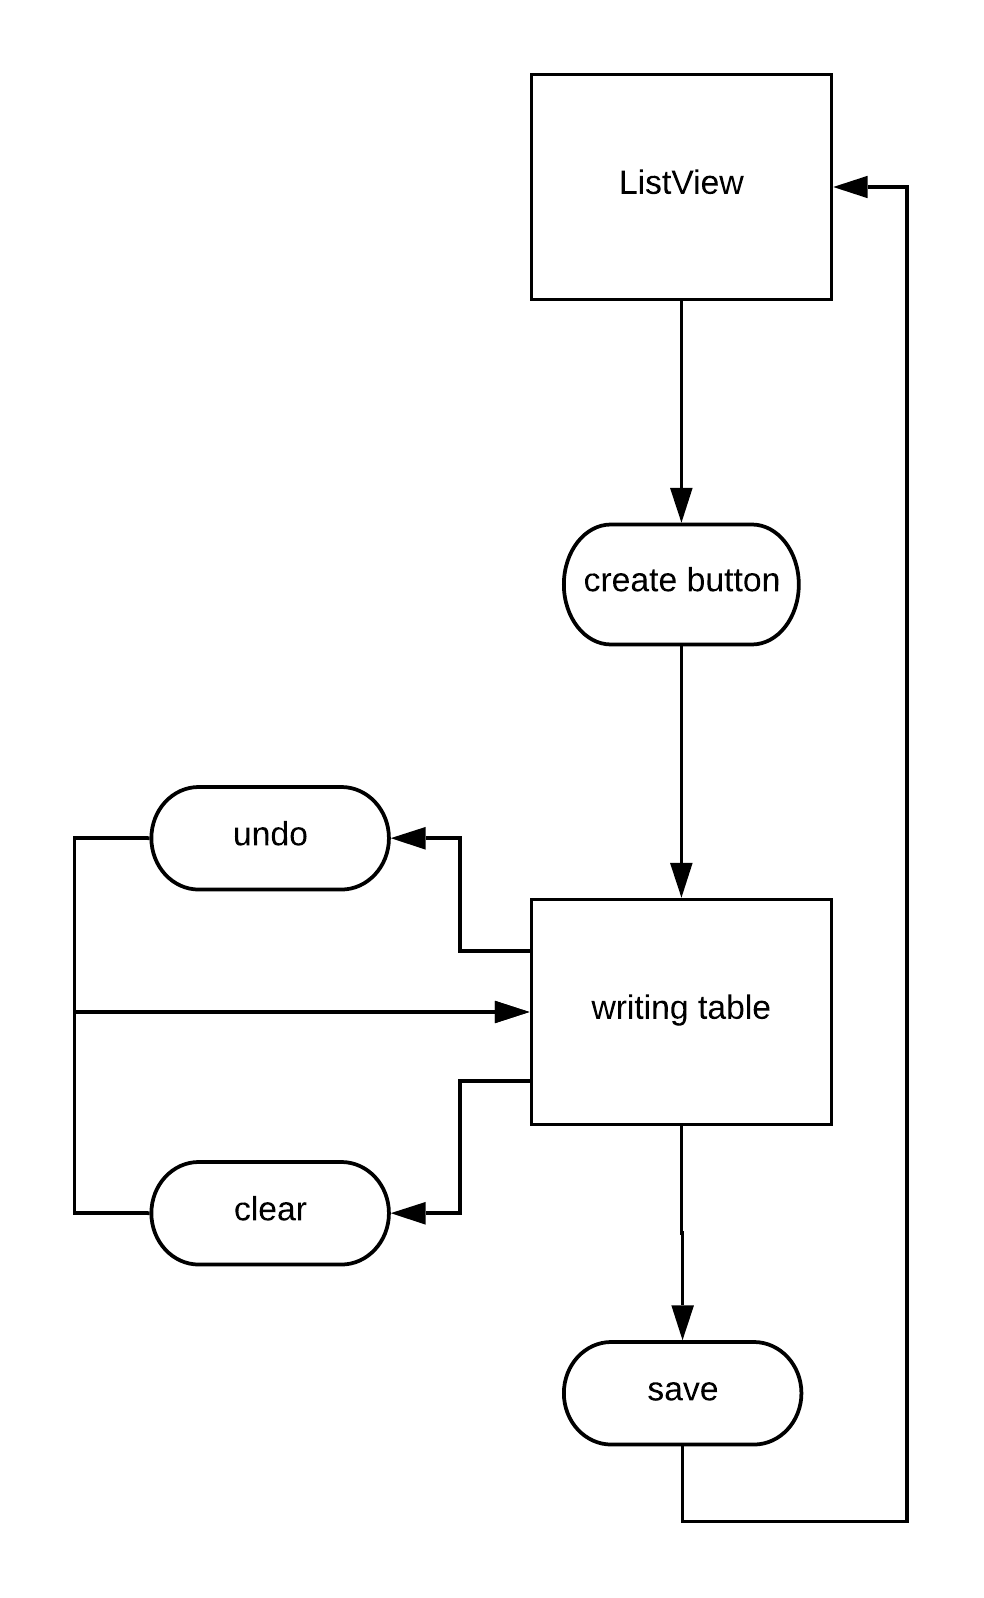 ListView
create button
undo
writing table
clear
save